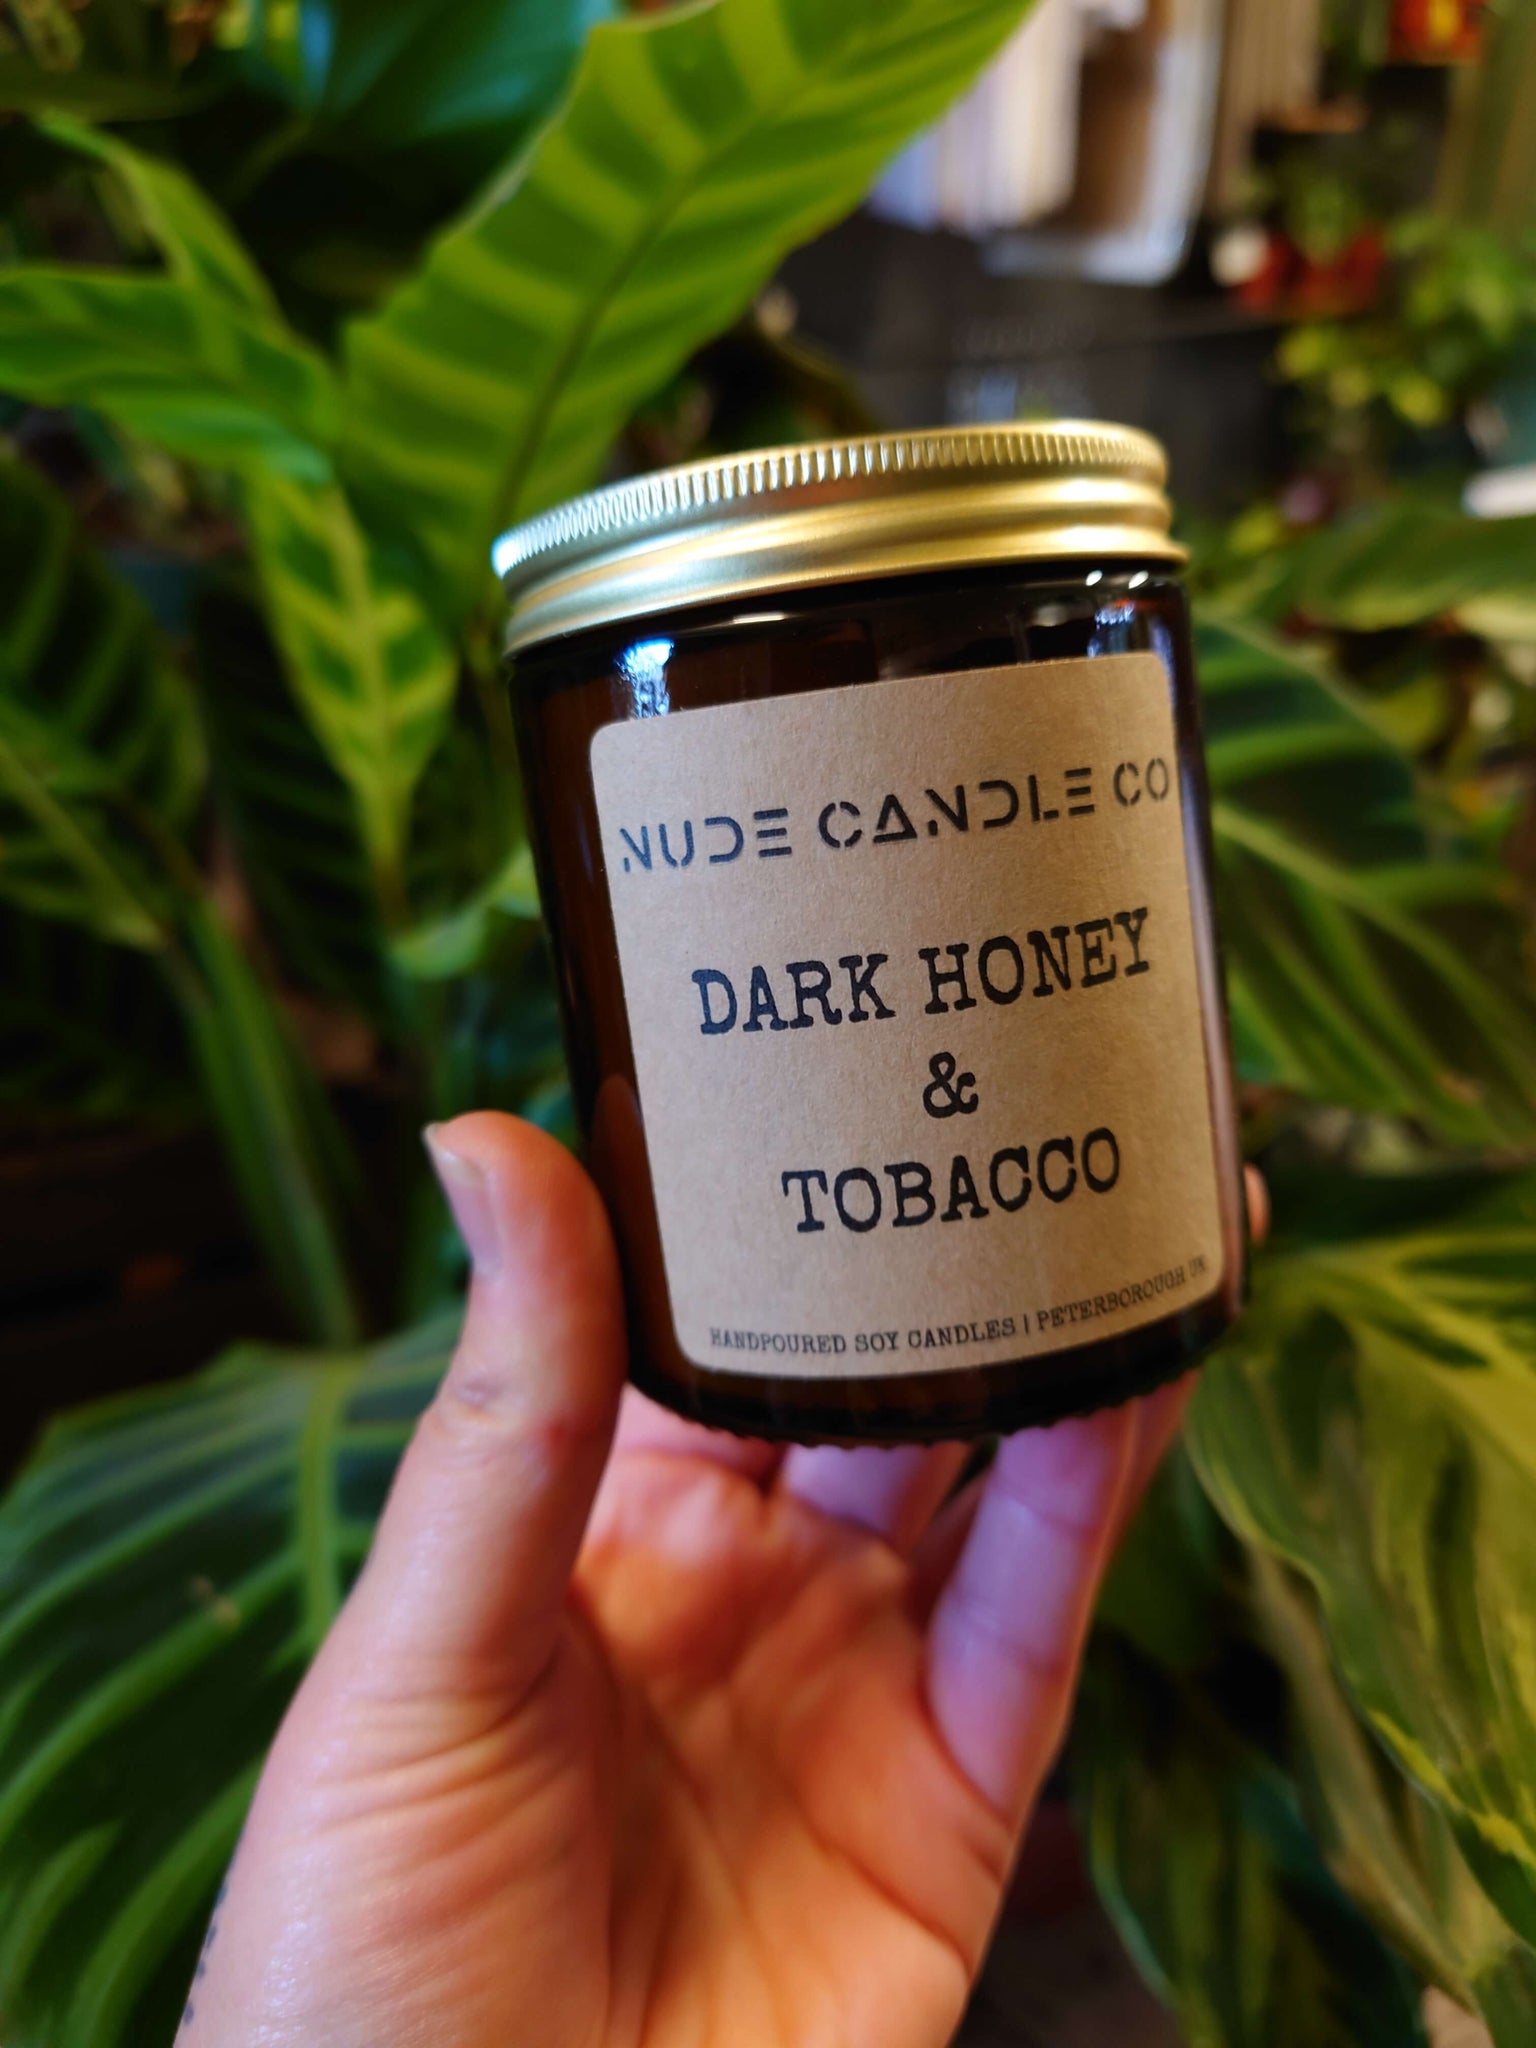 NUDE CANDLE CO
DARK HONEY
&
TOBACCO
HANDPOURED SOY CANDLES | PETERBOROUGH UK